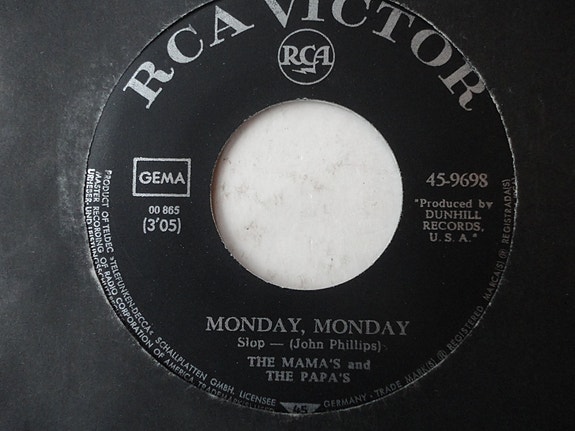 RCA VICTOR
RCA
GEMA
45-9698
00 865
(3'05)
"Produced by
DUNHILL
RECORDS,
U. S. A."
MONDAY, MONDAY
Slop — (John Phillips)
THE MAMA'S and
THE PAPA'S
PRODUCT OF TELDEC »TELEFUNKEN-DECCA« SCHALLPLATTEN GMBH. LICENSEE
MASTER RECORDING OF RADIO CORPORATION OF AMERICA
45
GERMANY - TRADE MARK(S) ® REGISTERED MARCA(S) ® REGISTRADA(S)